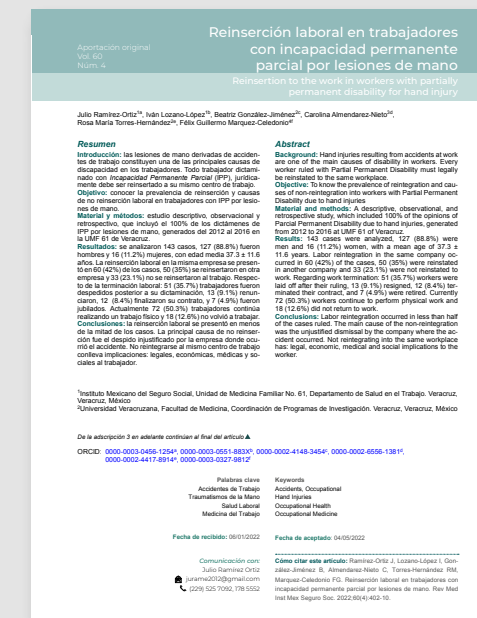 Aportación original
Vol. 60
Núm. 4
Reinserción laboral en trabajadores
con incapacidad permanente
parcial por lesiones de mano
Reinsertion to the work in workers with partially
permanent disability for hand injury
Julio Ramírez-Ortiz1a, Iván Lozano-López1b, Beatriz González-Jiménez2c, Carolina Almendarez-Nieto3d,
Rosa María Torres-Hernández2e, Félix Guillermo Marquez-Celedonio4f
Resumen
Introducción: las lesiones de mano derivadas de acciden-
tes de trabajo constituyen una de las principales causas de
discapacidad en los trabajadores. Todo trabajador dictami-
nado con Incapacidad Permanente Parcial (IPP), jurídica-
mente debe ser reinsertado a su mismo centro de trabajo.
Objetivo: conocer la prevalencia de reinserción y causas
de no reinserción laboral en trabajadores con IPP por lesio-
nes de mano.
Material y métodos: estudio descriptivo, observacional y
retrospectivo, que incluyó el 100% de los dictámenes de
IPP por lesiones de mano, generados del 2012 al 2016 en
la UMF 61 de Veracruz.
Resultados: se analizaron 143 casos, 127 (88.8%) fueron
hombres y 16 (11.2%) mujeres, con edad media 37.3 ± 11.6
años. La reinserción laboral en la misma empresa se presen-
tó en 60 (42%) de los casos, 50 (35%) se reinsertaron en otra
empresa y 33 (23.1%) no se reinsertaron al trabajo. Respec-
to de la terminación laboral: 51 (35.7%) trabajadores fueron
despedidos posterior a su dictaminación, 13 (9.1%) renun-
ciaron, 12 (8.4%) finalizaron su contrato, y 7 (4.9%) fueron
jubilados. Actualmente 72 (50.3%) trabajadores continúa
realizando un trabajo físico y 18 (12.6%) no volvió a trabajar.
Conclusiones: la reinserción laboral se presentó en menos
de la mitad de los casos. La principal causa de no reinser-
ción fue el despido injustificado por la empresa donde ocu-
rrió el accidente. No reintegrarse al mismo centro de trabajo
conlleva implicaciones: legales, económicas, médicas y so-
ciales al trabajador.
Abstract
Background: Hand injuries resulting from accidents at work
are one of the main causes of disability in workers. Every
worker ruled with Partial Permanent Disability must legally
be reinstated to the same workplace.
Objective: To know the prevalence of reintegration and cau-
ses of non-reintegration into workers with Partial Permanent
Disability due to hand injuries
Material and methods: A descriptive, observational, and
retrospective study, which included 100% of the opinions of
Parcial Permanent Disability due to hand injuries, generated
from 2012 to 2016 at UMF 61 of Veracruz.
Results: 143 cases were analyzed, 127 (88.8%) were
men and 16 (11.2%) women, with a mean age of 37.3 ±
11.6 years. Labor reintegration in the same company oc-
curred in 60 (42%) of the cases, 50 (35%) were reinstated
in another company and 33 (23.1%) were not reinstated to
work. Regarding work termination: 51 (35.7%) workers were
laid off after their ruling, 13 (9.1%) resigned, 12 (8.4%) ter-
minated their contract, and 7 (4.9%) were retired. Currently
72 (50.3%) workers continue to perform physical work and
18 (12.6%) did not return to work.
Conclusions: Labor reintegration occurred in less than half
of the cases ruled. The main cause of the non-reintegration
was the unjustified dismissal by the company where the ac-
cident occurred. Not reintegrating into the same workplace
has: legal, economic, medical and social implications to the
worker.
1Instituto Mexicano del Seguro Social, Unidad de Medicina Familiar No. 61, Departamento de Salud en el Trabajo. Veracruz,
Veracruz, México
2Universidad Veracruzana, Facultad de Medicina, Coordinación de Programas de Investigación. Veracruz, Veracruz, México
De la adscripción 3 en adelante continúan al final del artículo
ORCID: 0000-0003-0456-1254a, 0000-0003-0551-883Xb, 0000-0002-4148-3454c, 0000-0002-6556-1381d,
0000-0002-4417-8914e, 0000-0003-0327-9812f
Palabras clave
Accidentes de Trabajo
Traumatismos de la Mano
Salud Laboral
Medicina del Trabajo
Keywords
Accidents, Occupational
Hand Injuries
Occupational Health
Occupational Medicine
Fecha de recibido: 06/01/2022
Fecha de aceptado: 04/05/2022
Comunicación con:
Julio Ramírez Ortiz
jurame2012@gmail.com
(229) 525 7092, 178 5552
Cómo citar este artículo: Ramírez-Ortiz J, Lozano-López I, Gon-
zález-Jiménez B, Almendarez-Nieto C, Torres-Hernández RM,
Marquez-Celedonio FG. Reinserción laboral en trabajadores con
incapacidad permanente parcial por lesiones de mano. Rev Med
Inst Mex Seguro Soc. 2022;60(4):402-10.